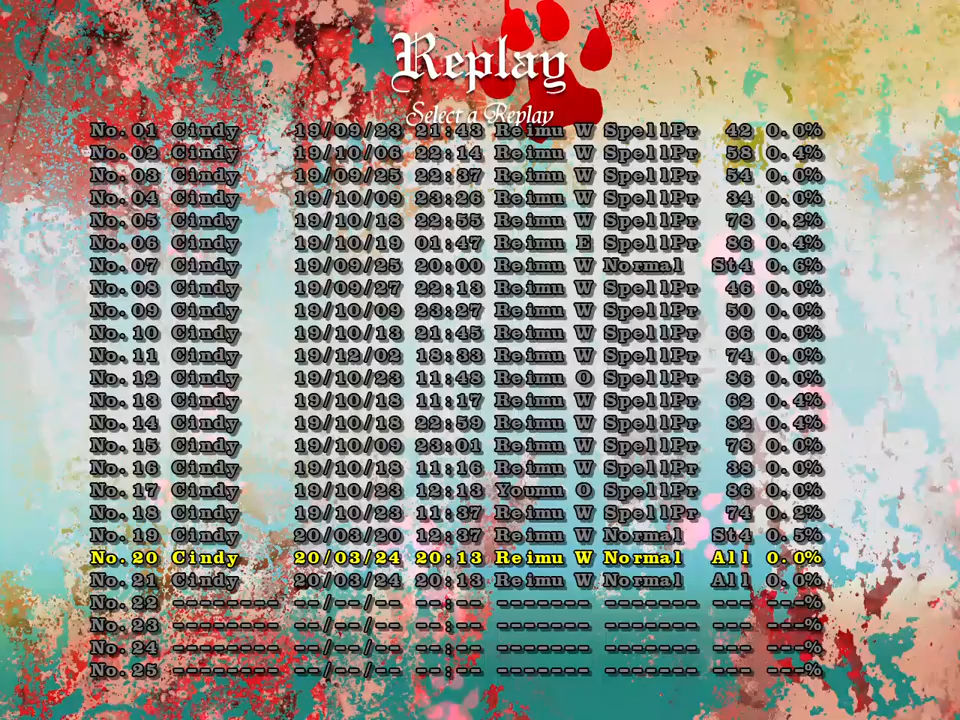 Replay
Select a Replay
No.01 Cindy 19/09/23 21:43 Reimu W SpellPr 42 0.0%
No.02 Cindy 19/10/06 22:14 Reimu W SpellPr 58 0.4%
No.03 Cindy 19/09/25 22:37 Reimu W SpellPr 54 0.0%
No.04 Cindy 19/10/09 23:26 Reimu W SpellPr 34 0.0%
No.05 Cindy 19/10/18 22:55 Reimu W SpellPr 78 0.2%
No.06 Cindy 19/10/19 01:47 Reimu E SpellPr 86 0.4%
No.07 Cindy 19/09/25 20:00 Reimu W Normal St4 0.6%
No.08 Cindy 19/09/27 22:13 Reimu W SpellPr 46 0.0%
No.09 Cindy 19/10/09 23:27 Reimu W SpellPr 50 0.0%
No.10 Cindy 19/10/13 21:45 Reimu W SpellPr 66 0.0%
No.11 Cindy 19/12/02 18:33 Reimu W SpellPr 74 0.0%
No.12 Cindy 19/10/23 11:48 Reimu O SpellPr 86 0.0%
No.13 Cindy 19/10/18 11:17 Reimu W SpellPr 62 0.4%
No.14 Cindy 19/10/18 22:59 Reimu W SpellPr 82 0.4%
No.15 Cindy 19/10/09 23:01 Reimu W SpellPr 78 0.0%
No.16 Cindy 19/10/18 11:16 Reimu W SpellPr 38 0.0%
No.17 Cindy 19/10/23 12:13 Youmu O SpellPr 86 0.0%
No.18 Cindy 19/10/23 11:37 Reimu W SpellPr 74 0.2%
No.19 Cindy 20/03/20 12:37 Reimu W Normal St4 0.5%
No.20 Cindy 20/03/24 20:13 Reimu W Normal All 0.0%
No.21 Cindy 20/03/24 20:13 Reimu W Normal All 0.0%
No.22 -------- --/--/-- --:-- ------- ------- --- ---%
No.23 -------- --/--/-- --:-- ------- ------- --- ---%
No.24 -------- --/--/-- --:-- ------- ------- --- ---%
No.25 -------- --/--/-- --:-- ------- ------- --- ---%